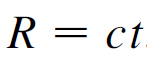 R = ct.